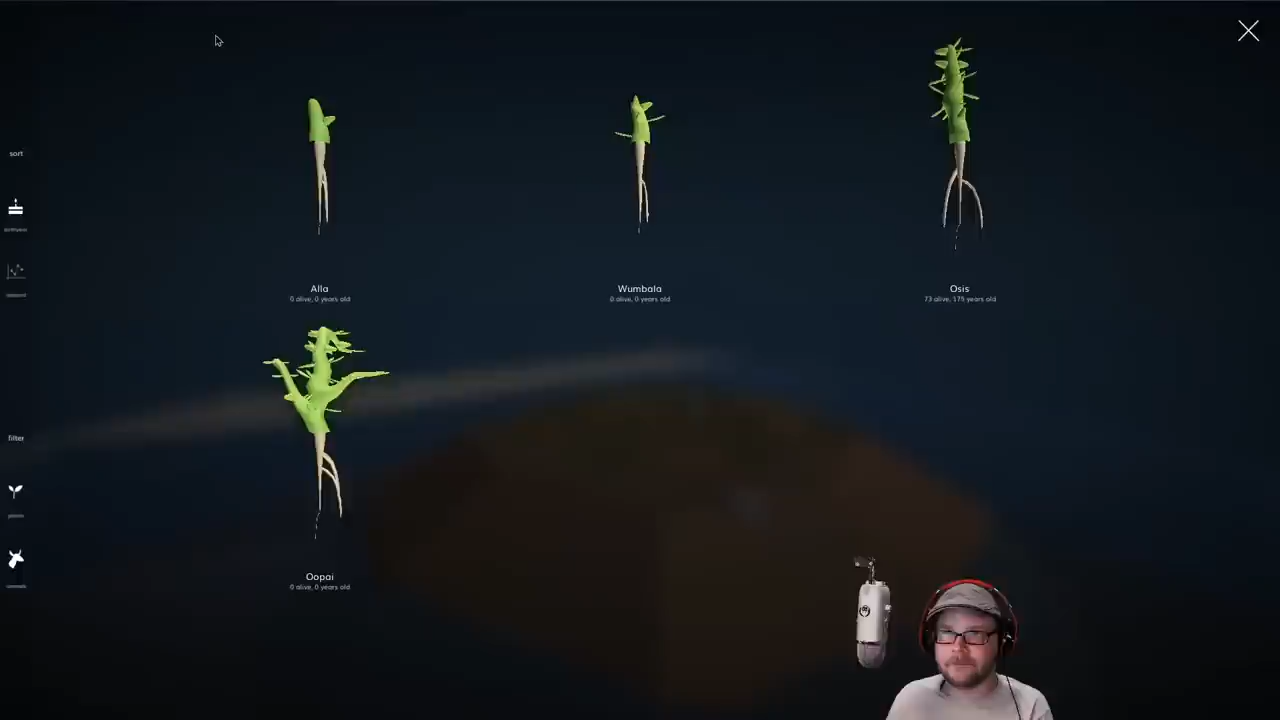 sort
Alla
0 alive, 0 years old
Wumbala
0 alive, 0 years old
Osis
73 alive, 175 years old
filter
Oopai
0 alive, 0 years old